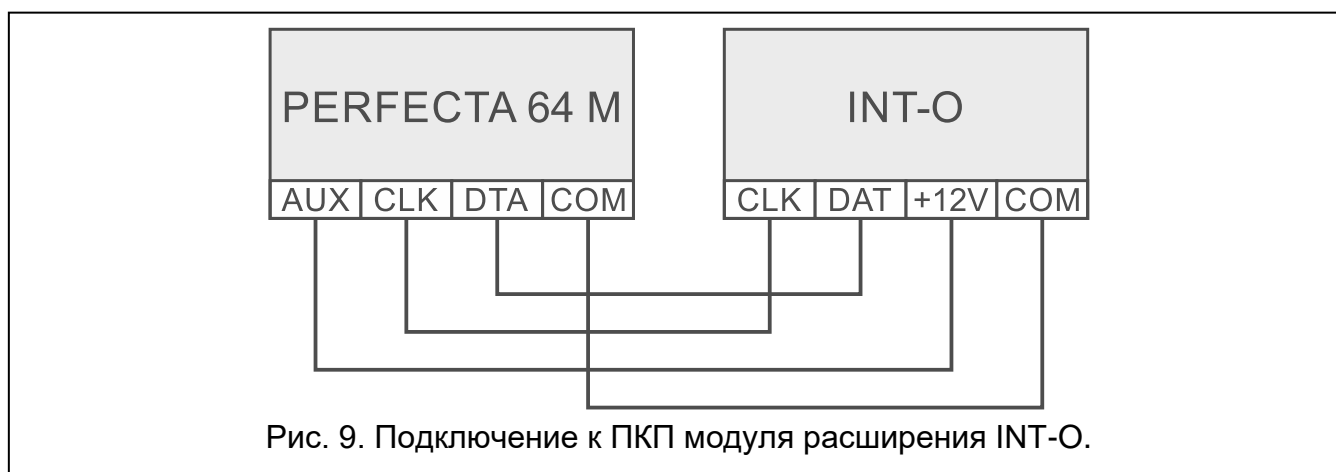 PERFECTA 64 M INT-O
AUX CLK DTA COM CLK DAT +12V COM
Рис. 9. Подключение к ПКП модуля расширения INT-O.